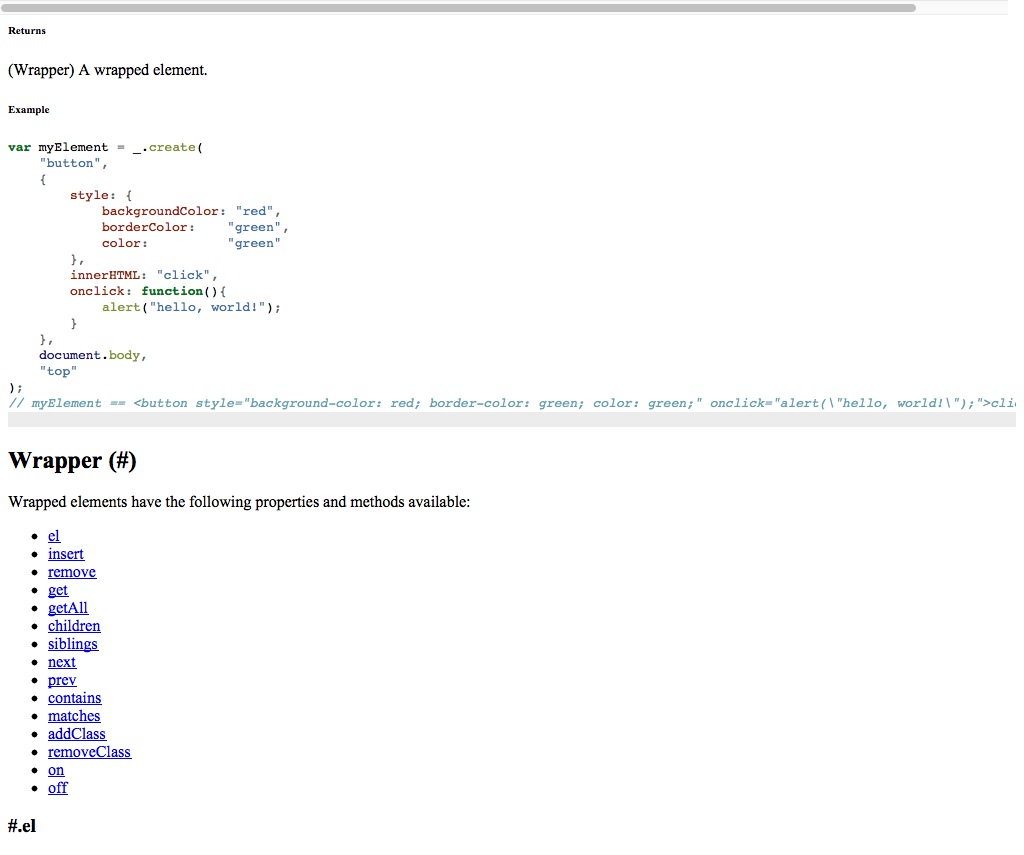 Returns
(Wrapper) A wrapped element.
Example
var myElement = _.create(
    "button",
    {
        style: {
            backgroundColor: "red",
            borderColor:    "green",
            color:          "green"
        },
        innerHTML: "click",
        onclick: function(){
            alert("hello, world!");
        }
    },
    document.body,
    "top"
);
// myElement == <button style="background-color: red; border-color: green; color: green;" onclick="alert(\"hello, world!\");">clic
Wrapper (#)
Wrapped elements have the following properties and methods available:
• el
• insert
• remove
• get
• getAll
• children
• siblings
• next
• prev
• contains
• matches
• addClass
• removeClass
• on
• off
#.el